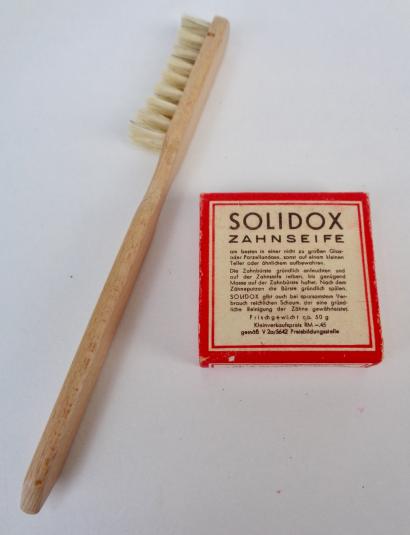 SOLIDOX
ZAHNSEIFE
am besten in einer nicht zu großen Glas-
oder Porzellandose, sonst auf einem kleinen
Teller oder ähnlichem aufbewahren.
Die Zahnbürste gründlich anfeuchten und
auf der Zahnseife reiben, bis genügend
Masse auf der Zahnbürste haftet. Nach dem
Zähneputzen die Bürste gründlich spülen.
SOLIDOX gibt auch bei sparsamstem Ver-
brauch reichlichen Schaum, der eine gründ-
liche Reinigung der Zähne gewährleistet.
Frischgewicht ca. 50 g
Kleinverkaufspreis RM –.45
gemäß V 2a/5642 Preisbildungsstelle